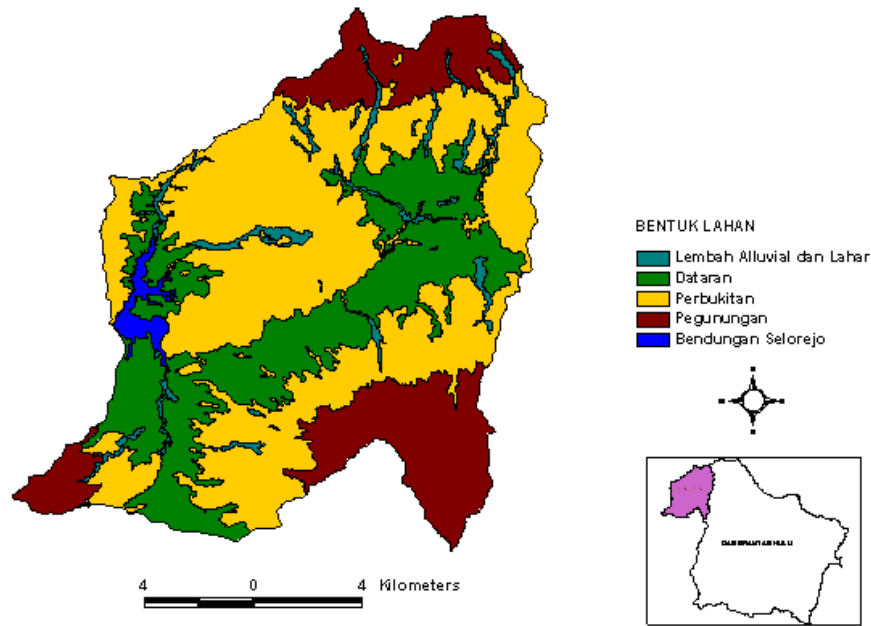 BENTUK LAHAN
Lembah Alluvial dan Lahar
Dataran
Perbukitan
Pegunungan
Bendungan Selorejo
4 0 4 Kilometers